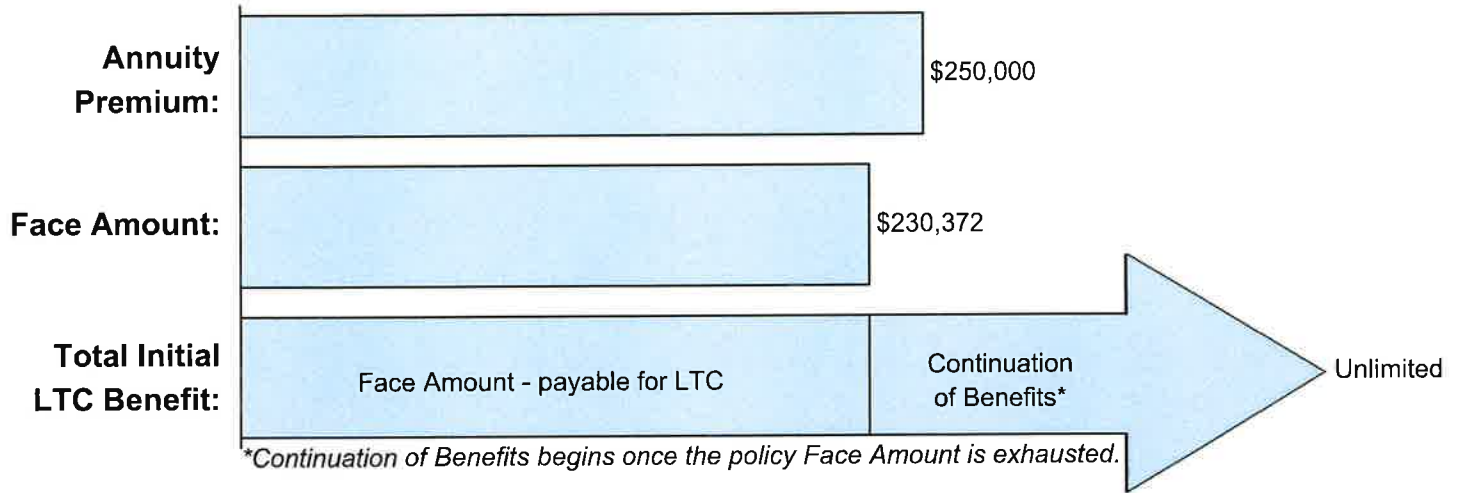 Annuity
Premium:
$250,000
Face Amount:
$230,372
Total Initial
LTC Benefit:
Face Amount - payable for LTC
Continuation
of Benefits*
Unlimited
*Continuation of Benefits begins once the policy Face Amount is exhausted.